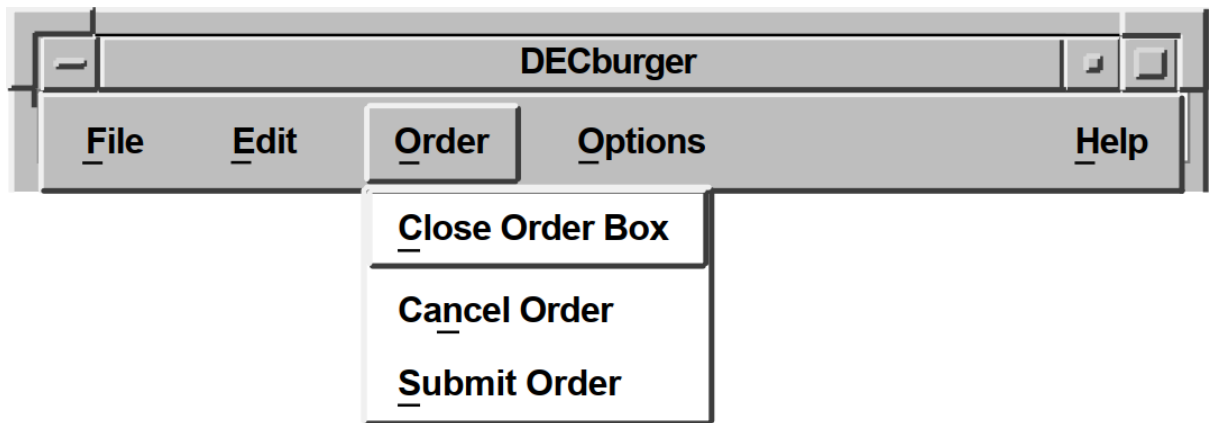 DECburger
File Edit Order Options Help
Close Order Box
Cancel Order
Submit Order